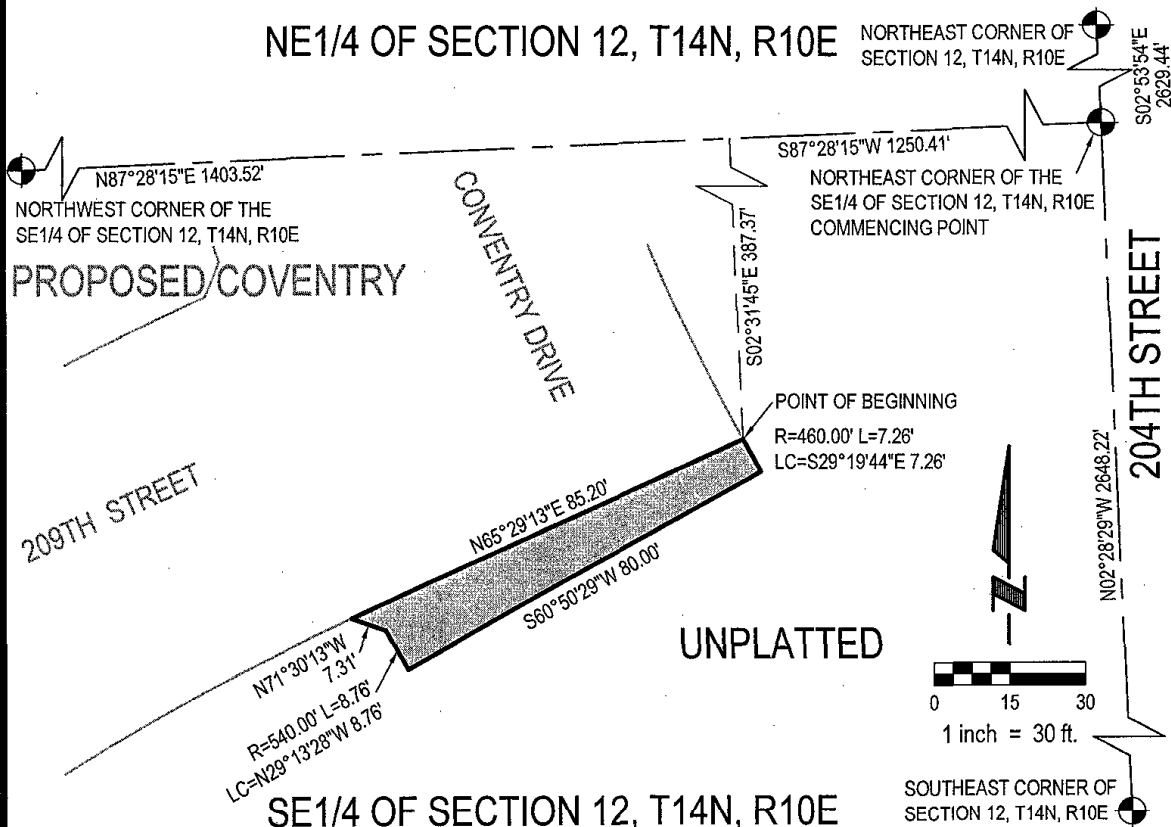 NE1/4 OF SECTION 12, T14N, R10E
NORTHEAST CORNER OF
SECTION 12, T14N, R10E
S02°53'54"E
2629.44'
N87°28'15"E 1403.52'
S87°28'15"W 1250.41'
NORTHWEST CORNER OF THE
SE1/4 OF SECTION 12, T14N, R10E
NORTHEAST CORNER OF THE
SE1/4 OF SECTION 12, T14N, R10E
COMMENCING POINT
PROPOSED COVENTRY
CONVENTRY DRIVE
S02°31'45"E 387.37'
204TH STREET
POINT OF BEGINNING
R=460.00' L=7.26'
LC=S29°19'44"E 7.26'
209TH STREET
N65°29'13"E 85.20'
S60°50'29"W 80.00'
N02°28'29"W 2648.22'
N71°30'13"W
7.31'
R=540.00' L=8.76'
LC=N29°13'28"W 8.76'
UNPLATTED
N
0 15 30
1 inch = 30 ft.
SE1/4 OF SECTION 12, T14N, R10E
SOUTHEAST CORNER OF
SECTION 12, T14N, R10E